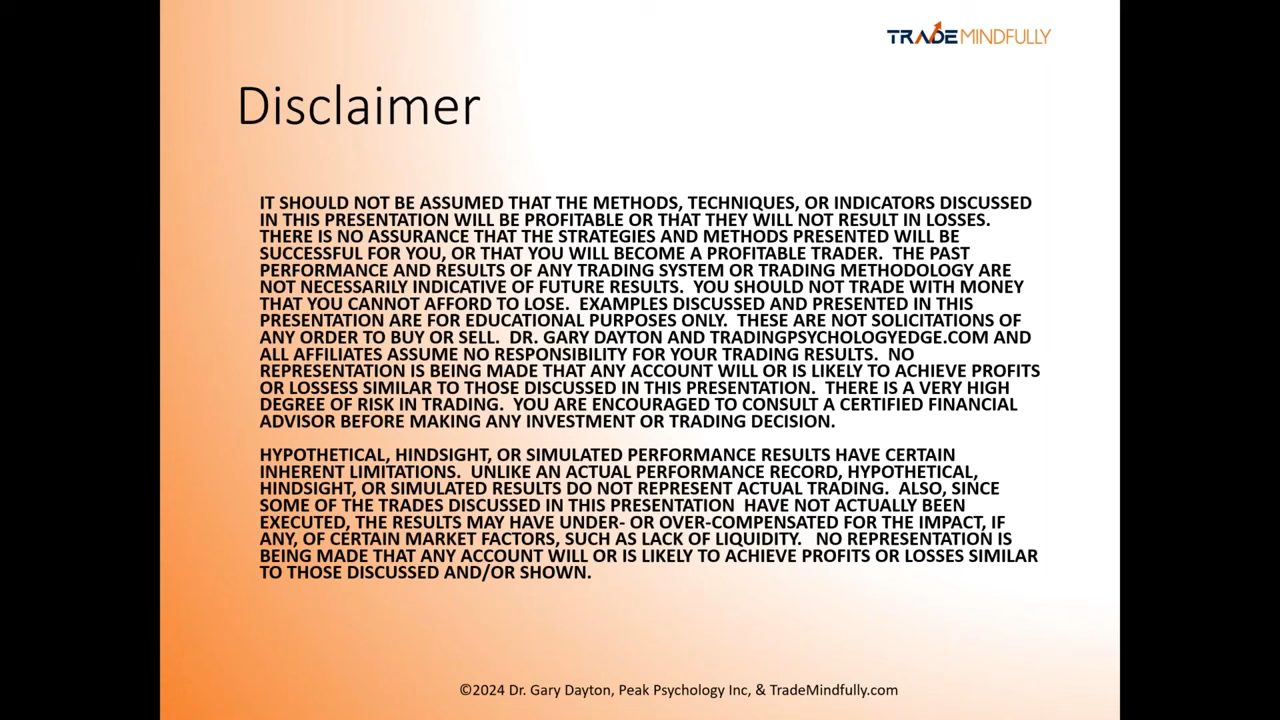 TRADEMINDFULLY
Disclaimer
IT SHOULD NOT BE ASSUMED THAT THE METHODS, TECHNIQUES, OR INDICATORS DISCUSSED
IN THIS PRESENTATION WILL BE PROFITABLE OR THAT THEY WILL NOT RESULT IN LOSSES.
THERE IS NO ASSURANCE THAT THE STRATEGIES AND METHODS PRESENTED WILL BE
SUCCESSFUL FOR YOU, OR THAT YOU WILL BECOME A PROFITABLE TRADER.  THE PAST
PERFORMANCE AND RESULTS OF ANY TRADING SYSTEM OR TRADING METHODOLOGY ARE
NOT NECESSARILY INDICATIVE OF FUTURE RESULTS.  YOU SHOULD NOT TRADE WITH MONEY
THAT YOU CANNOT AFFORD TO LOSE.  EXAMPLES DISCUSSED AND PRESENTED IN THIS
PRESENTATION ARE FOR EDUCATIONAL PURPOSES ONLY.  THESE ARE NOT SOLICITATIONS OF
ANY ORDER TO BUY OR SELL.  DR. GARY DAYTON AND TRADINGPSYCHOLOGYEDGE.COM AND
ALL AFFILIATES ASSUME NO RESPONSIBILITY FOR YOUR TRADING RESULTS.  NO
REPRESENTATION IS BEING MADE THAT ANY ACCOUNT WILL OR IS LIKELY TO ACHIEVE PROFITS
OR LOSSESS SIMILAR TO THOSE DISCUSSED IN THIS PRESENTATION.  THERE IS A VERY HIGH
DEGREE OF RISK IN TRADING.  YOU ARE ENCOURAGED TO CONSULT A CERTIFIED FINANCIAL
ADVISOR BEFORE MAKING ANY INVESTMENT OR TRADING DECISION.
HYPOTHETICAL, HINDSIGHT, OR SIMULATED PERFORMANCE RESULTS HAVE CERTAIN
INHERENT LIMITATIONS.  UNLIKE AN ACTUAL PERFORMANCE RECORD, HYPOTHETICAL,
HINDSIGHT, OR SIMULATED RESULTS DO NOT REPRESENT ACTUAL TRADING.  ALSO, SINCE
SOME OF THE TRADES DISCUSSED IN THIS PRESENTATION  HAVE NOT ACTUALLY BEEN
EXECUTED, THE RESULTS MAY HAVE UNDER- OR OVER-COMPENSATED FOR THE IMPACT, IF
ANY, OF CERTAIN MARKET FACTORS, SUCH AS LACK OF LIQUIDITY.   NO REPRESENTATION IS
BEING MADE THAT ANY ACCOUNT WILL OR IS LIKELY TO ACHIEVE PROFITS OR LOSSES SIMILAR
TO THOSE DISCUSSED AND/OR SHOWN.
©2024 Dr. Gary Dayton, Peak Psychology Inc, & TradeMindfully.com